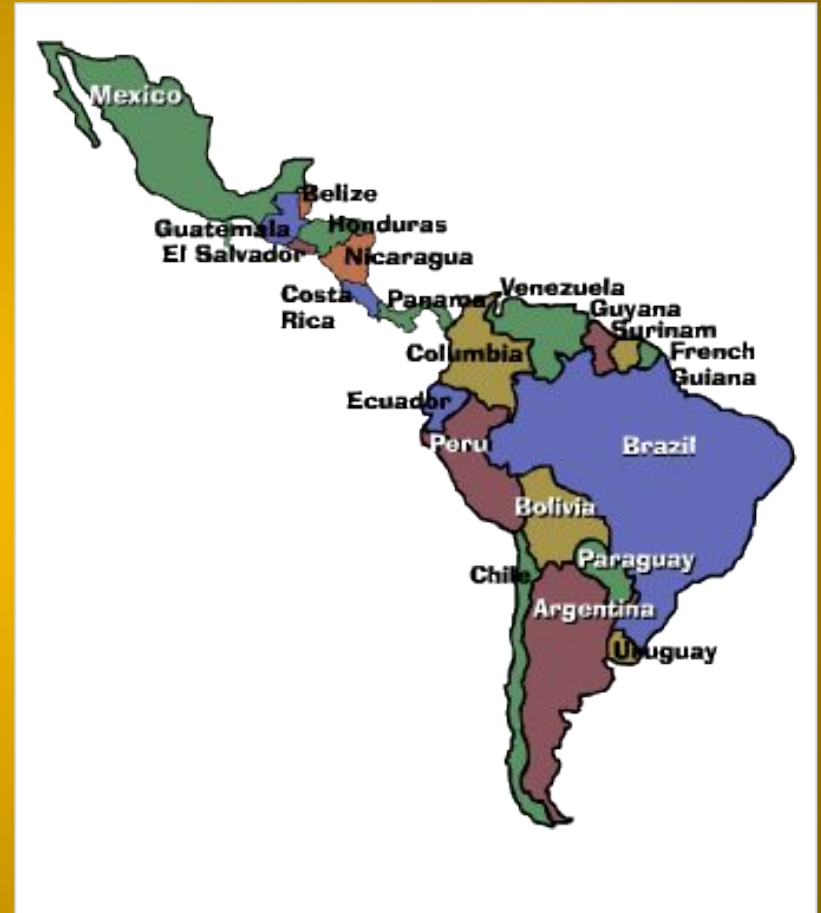 Mexico
Belize
Guatemala
Honduras
El Salvador
Nicaragua
Costa
Rica
Panama
Venezuela
Guyana
Surinam
French
Guiana
Columbia
Ecuador
Peru
Brazil
Bolivia
Paraguay
Chile
Argentina
Uruguay